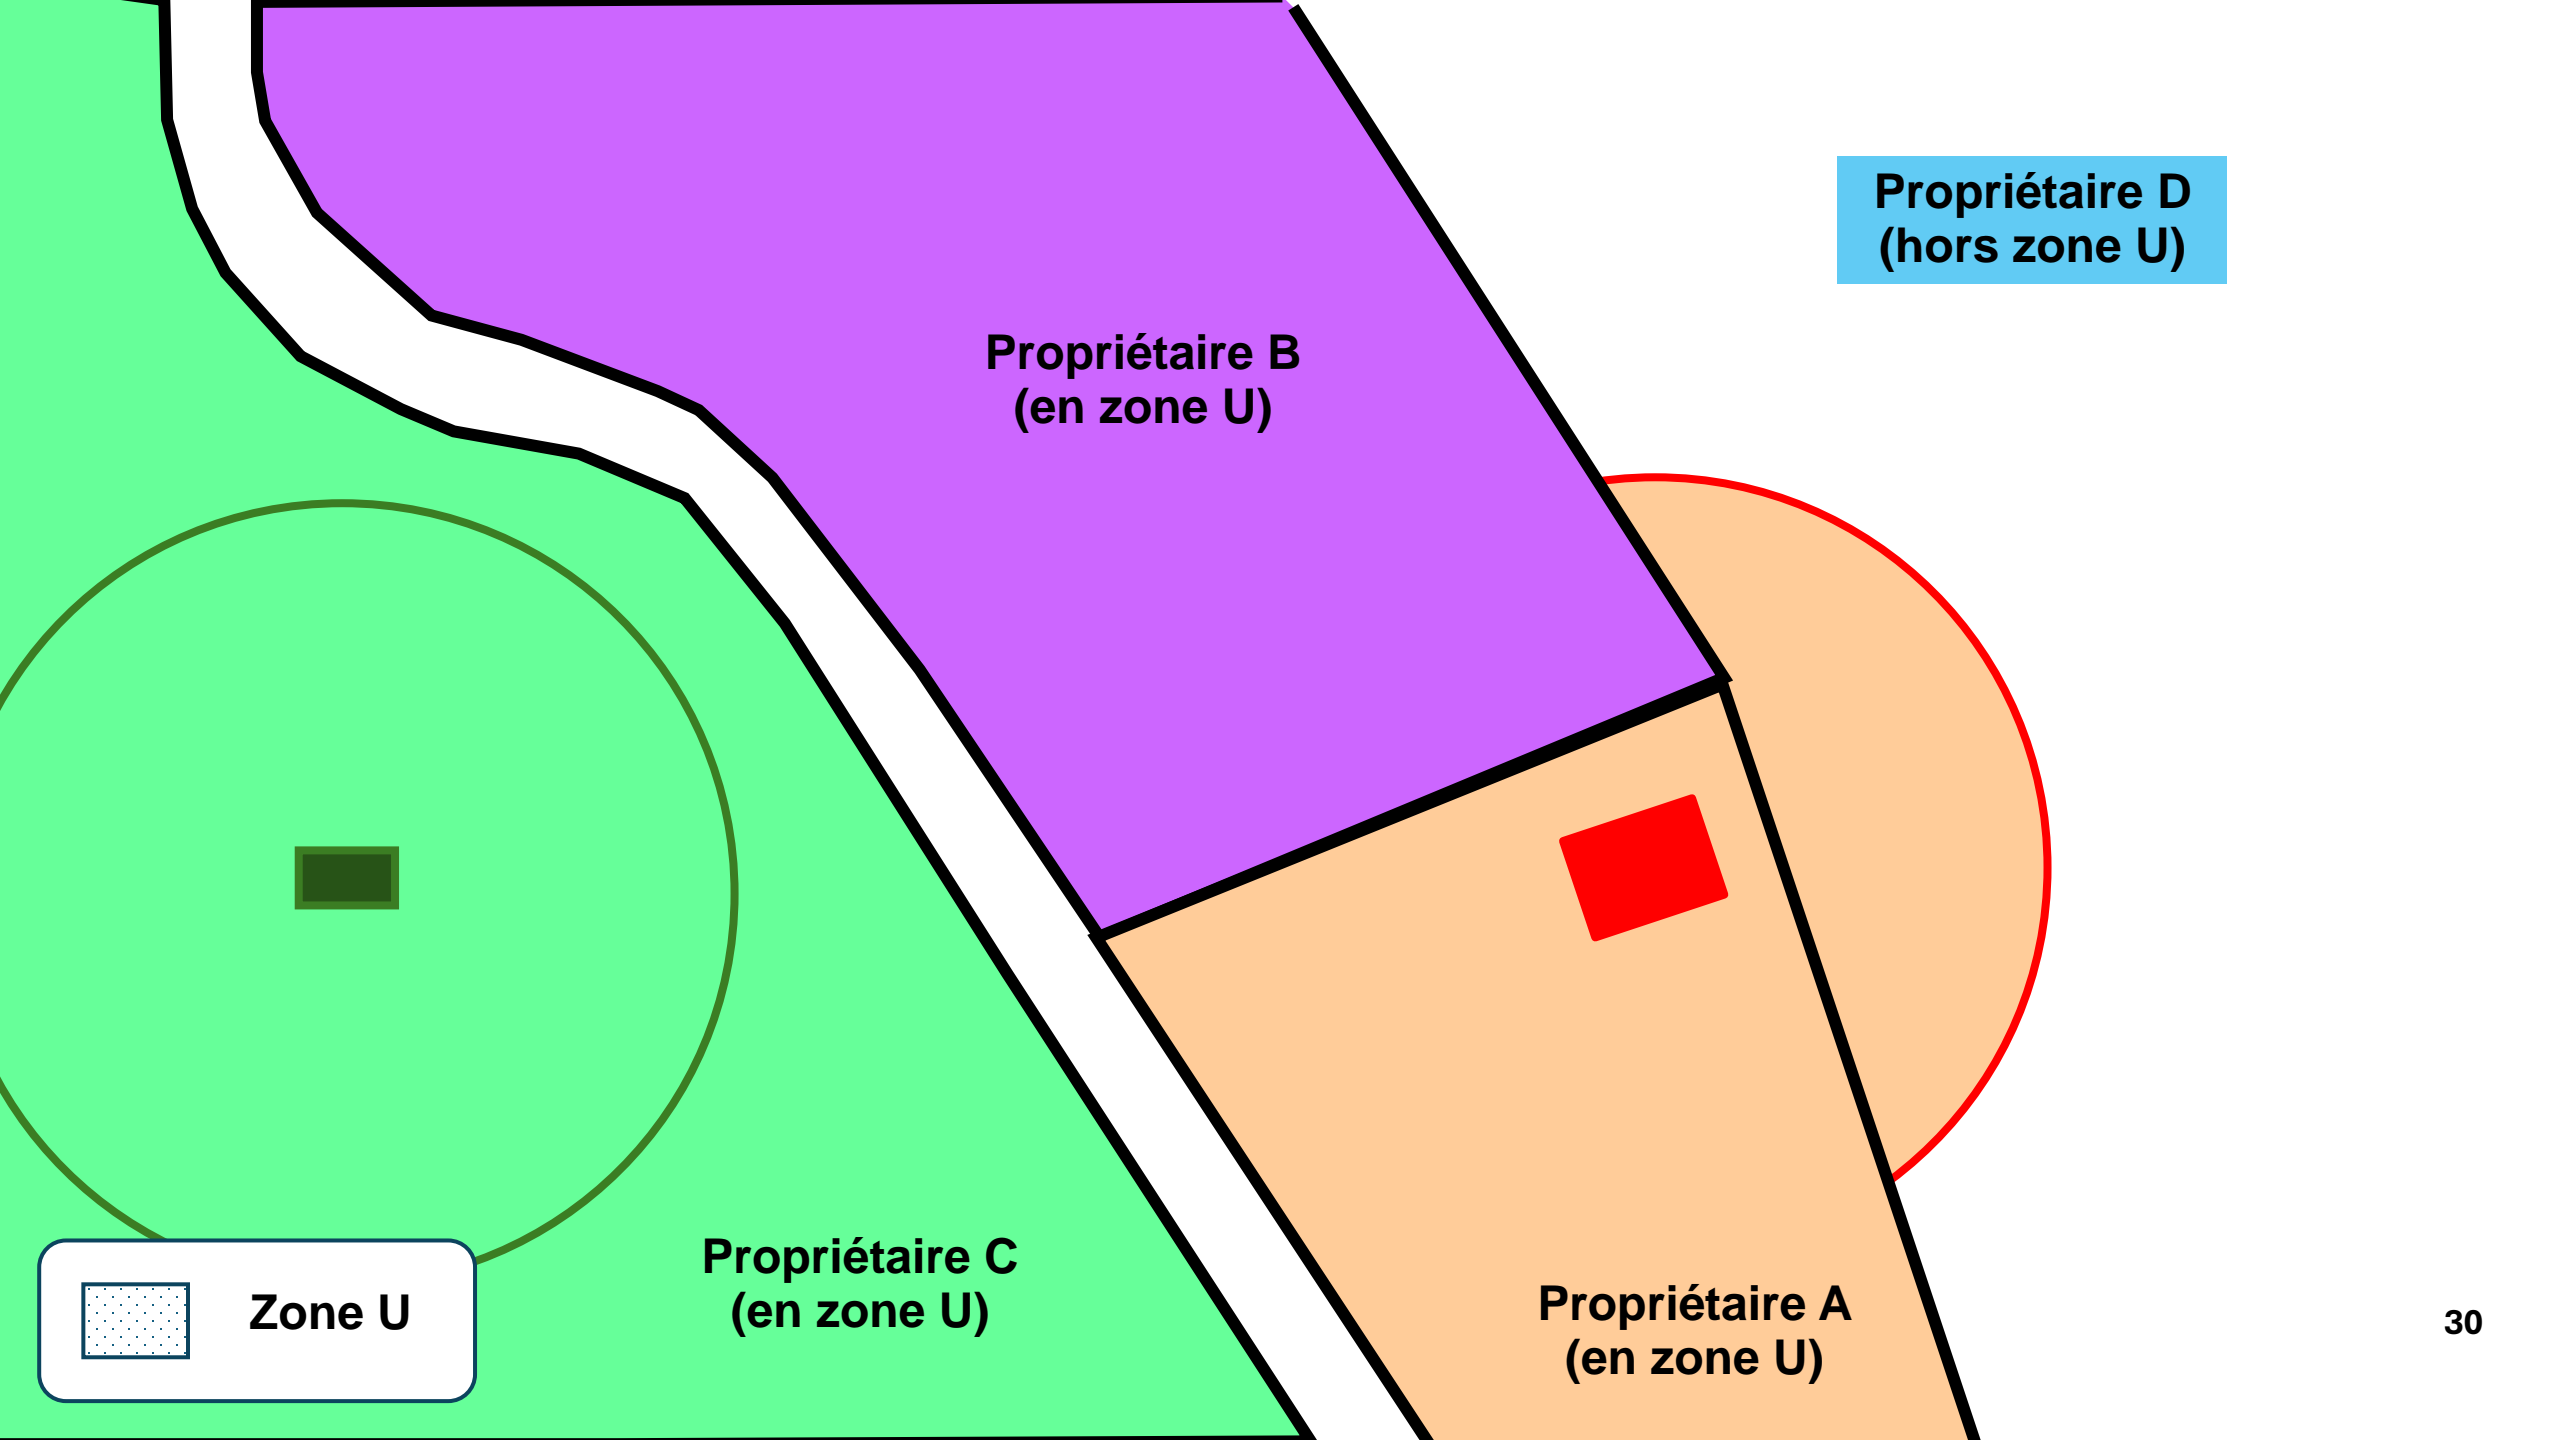 Propriétaire D
(hors zone U)
Propriétaire B
(en zone U)
Propriétaire C
(en zone U)
Propriétaire A
(en zone U)
Zone U
30